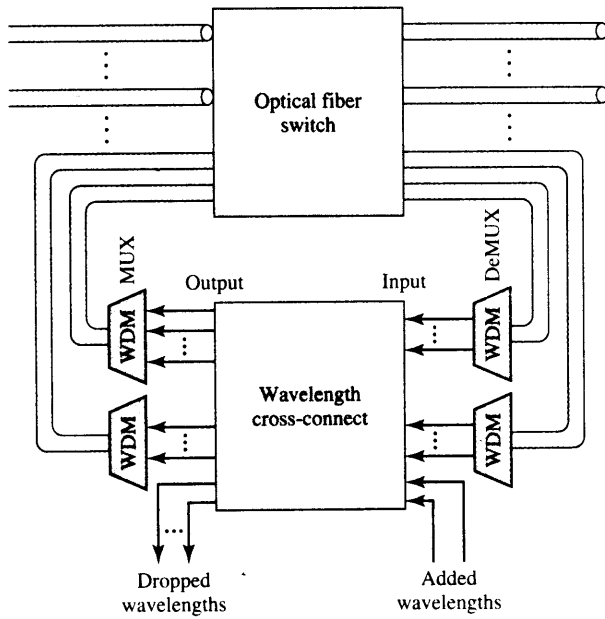 Optical fiber
switch
MUX
Output
Input
DeMUX
WDM
WDM
Wavelength
cross-connect
WDM
WDM
Dropped
wavelengths
Added
wavelengths